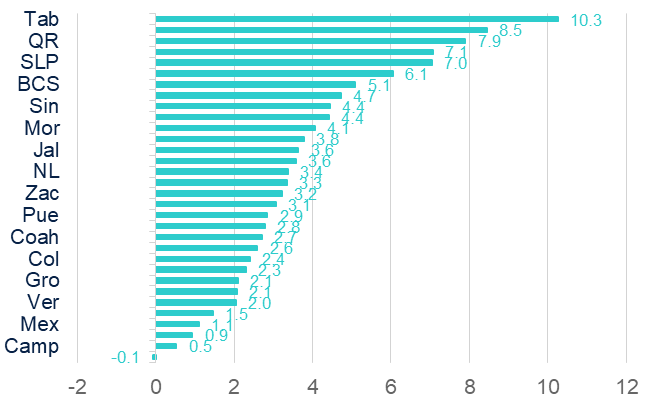 Tab 10.3
8.5
QR 7.9
7.1
SLP 7.0
6.1
BCS 5.1
4.7
Sin 4.4
4.4
Mor 4.1
3.8
Jal 3.6
3.6
NL 3.4
3.3
Zac 3.2
3.1
Pue 2.9
2.8
Coah 2.7
2.6
Col 2.4
2.3
Gro 2.1
2.1
Ver 2.0
1.5
Mex 1.1
0.9
Camp 0.5
-0.1
-2 0 2 4 6 8 10 12